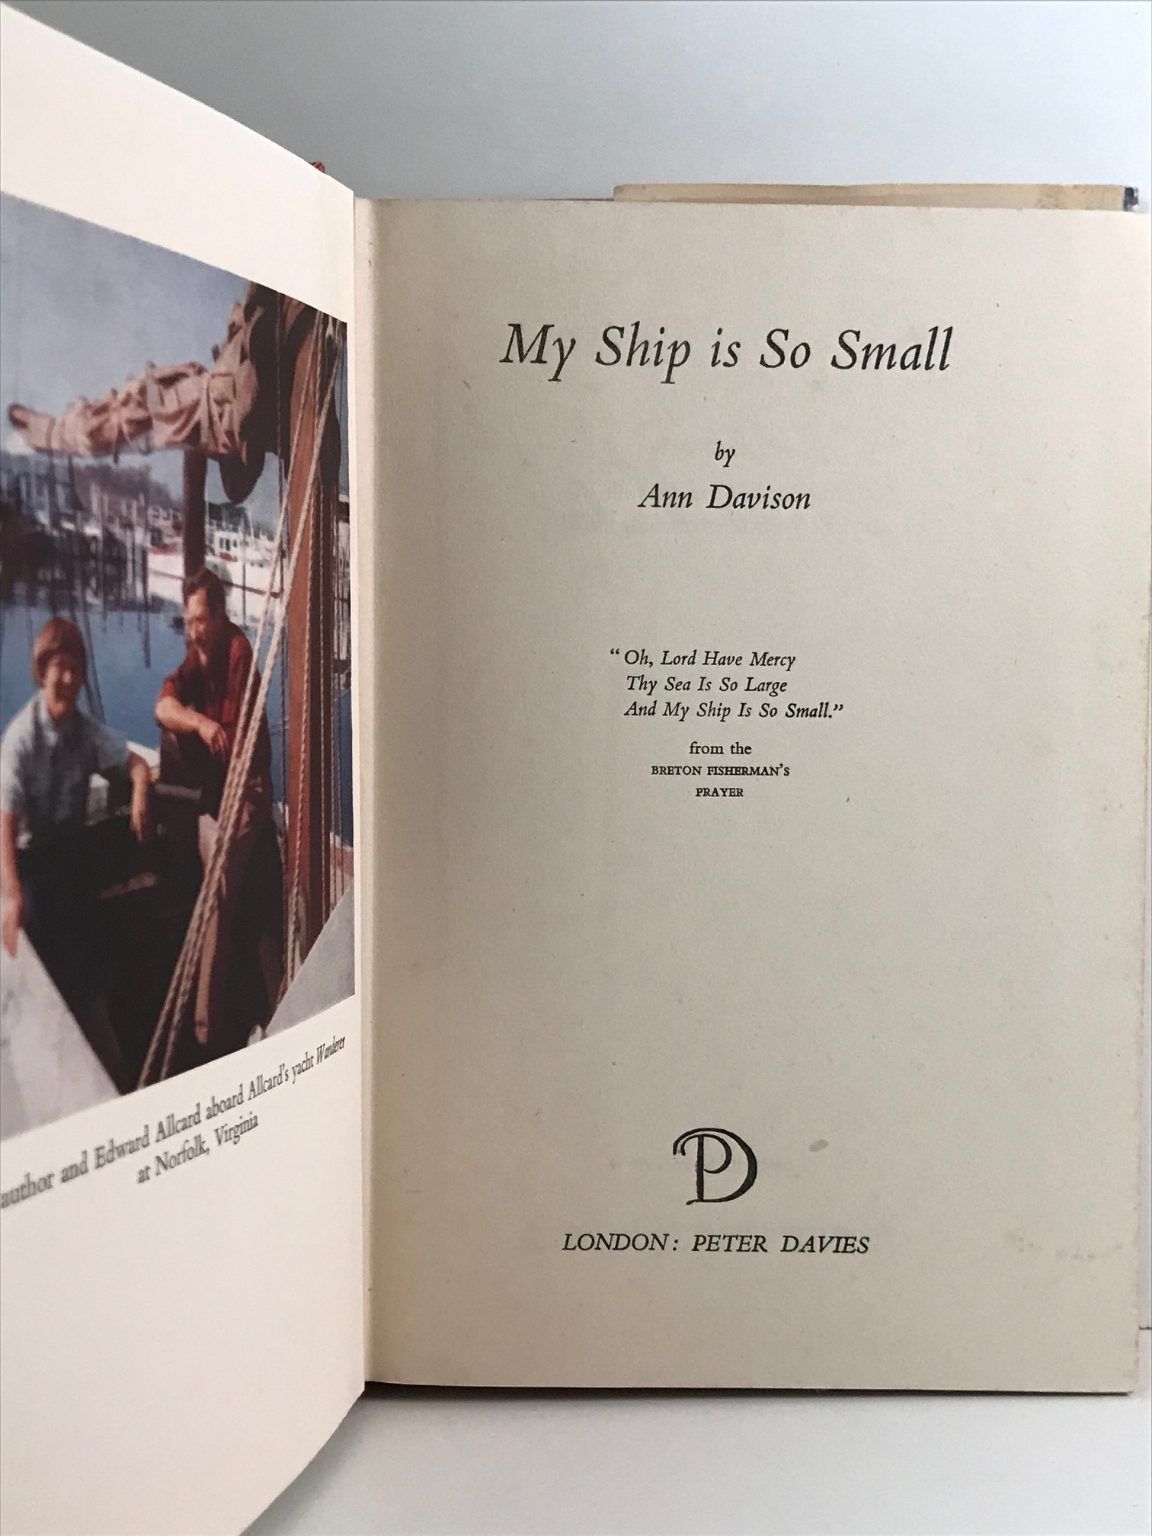 author and Edward Allcard aboard Allcard's yacht Wanderer
at Norfolk, Virginia
My Ship is So Small
by
Ann Davison
“Oh, Lord Have Mercy
Thy Sea Is So Large
And My Ship Is So Small.”
from the
BRETON FISHERMAN'S
PRAYER
PD
LONDON: PETER DAVIES